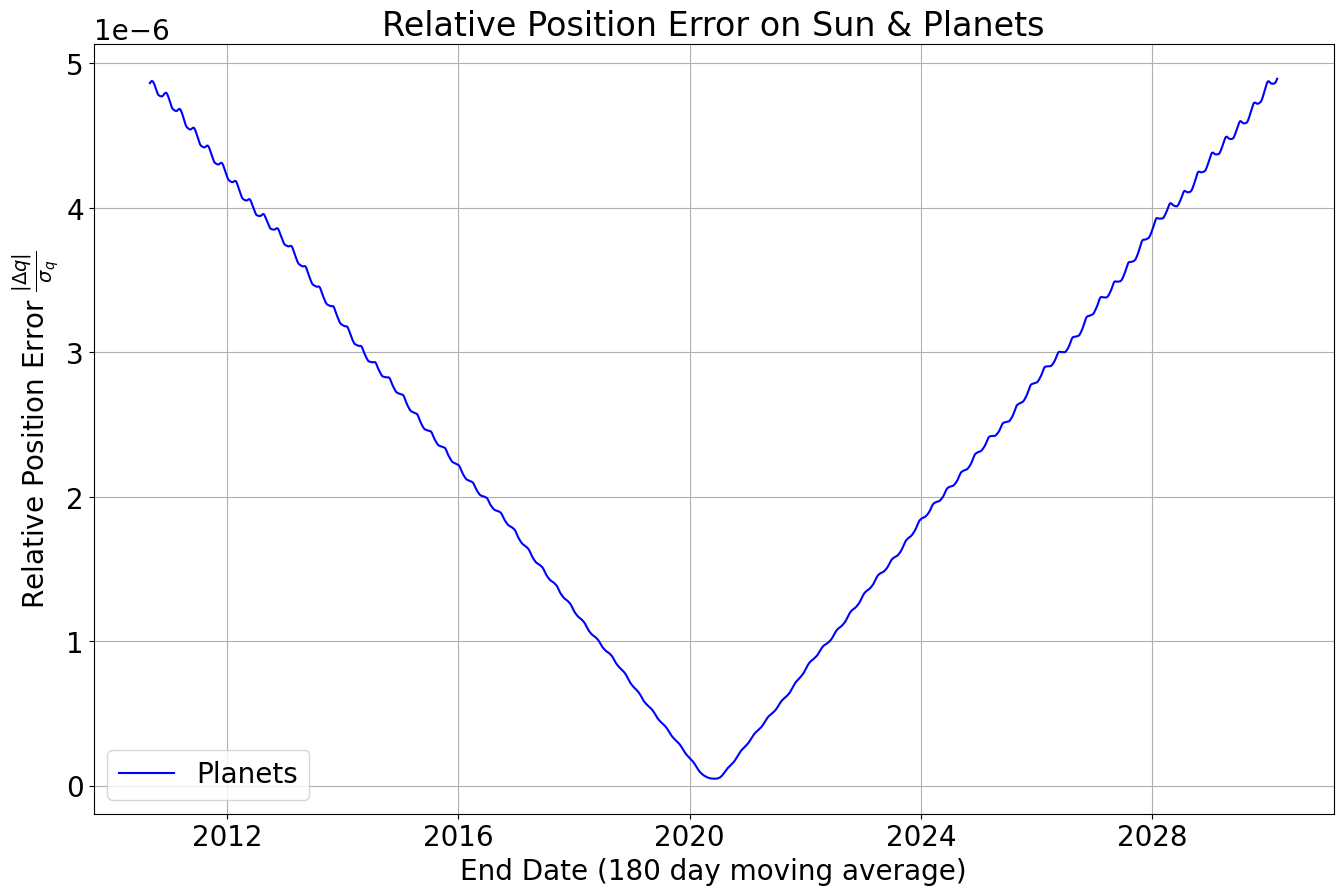 Relative Position Error on Sun & Planets
1e−6
5
4
3
2
1
0
Relative Position Error |Δq|/σq
Planets
2012 2016 2020 2024 2028
End Date (180 day moving average)